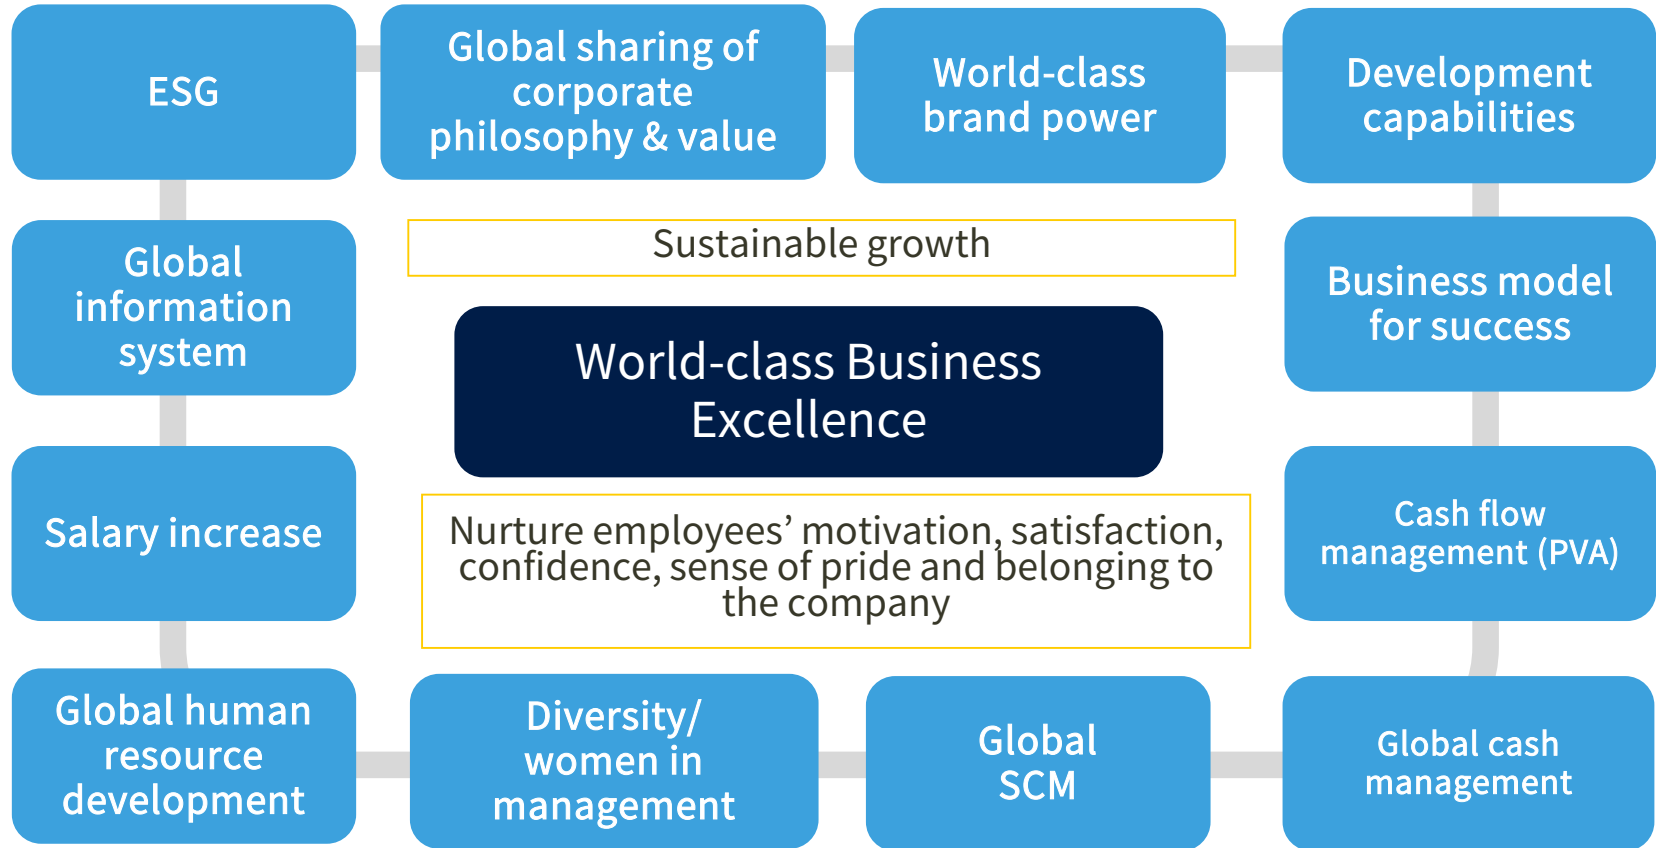 ESG
Global sharing of
corporate
philosophy & value
World-class
brand power
Development
capabilities
Sustainable growth
Global
information
system
Business model
for success
World-class Business
Excellence
Salary increase
Nurture employees’ motivation, satisfaction,
confidence, sense of pride and belonging to
the company
Cash flow
management (PVA)
Global human
resource
development
Diversity/
women in
management
Global
SCM
Global cash
management